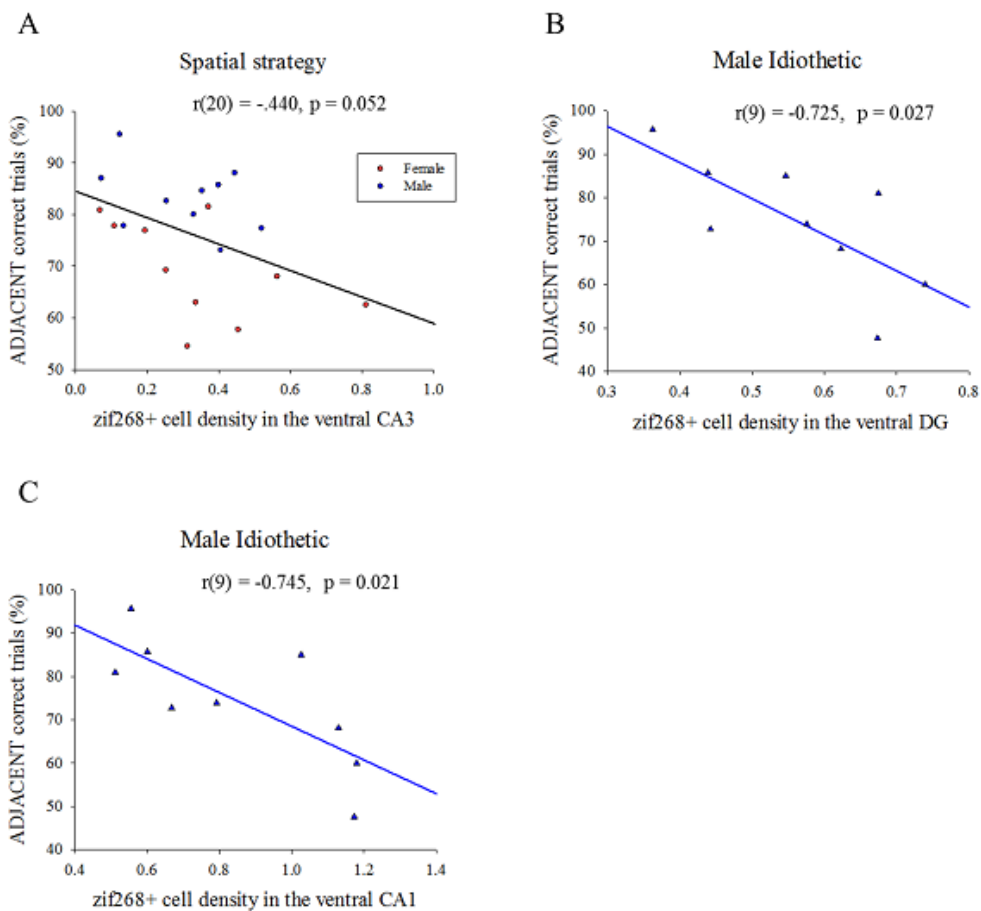 A
Spatial strategy
r(20) = -.440, p = 0.052
ADJACENT correct trials (%)
100
90
80
70
60
50
Female
Male
0.0 0.2 0.4 0.6 0.8 1.0
zif268+ cell density in the ventral CA3
B
Male Idiothetic
r(9) = -0.725, p = 0.027
ADJACENT correct trials (%)
100
90
80
70
60
50
40
0.3 0.4 0.5 0.6 0.7 0.8
zif268+ cell density in the ventral DG
C
Male Idiothetic
r(9) = -0.745, p = 0.021
ADJACENT correct trials (%)
100
90
80
70
60
50
40
0.4 0.6 0.8 1.0 1.2 1.4
zif268+ cell density in the ventral CA1